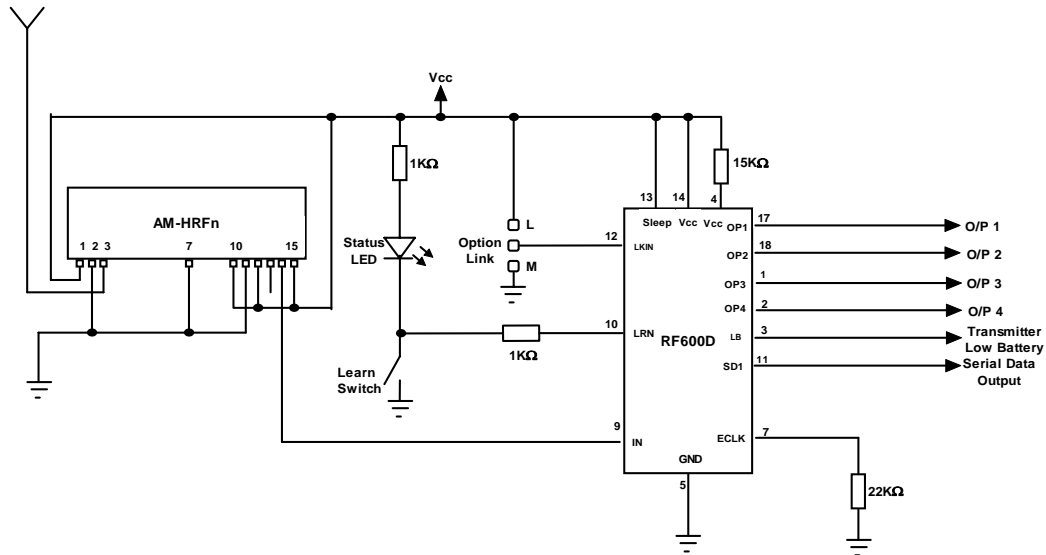 Vcc
1KΩ
15KΩ
13
14
4
AM-HRFn
Sleep
Vcc
Vcc
OP1
17
O/P 1
L
1 2 3
7
10
15
Status
LED
Option
Link
12
LKIN
OP2
18
O/P 2
M
OP3
1
O/P 3
OP4
2
O/P 4
10
LRN
RF600D
LB
3
Transmitter
Low Battery
1KΩ
SD1
11
Serial Data
Output
Learn
Switch
9
IN
ECLK
7
GND
5
22KΩ